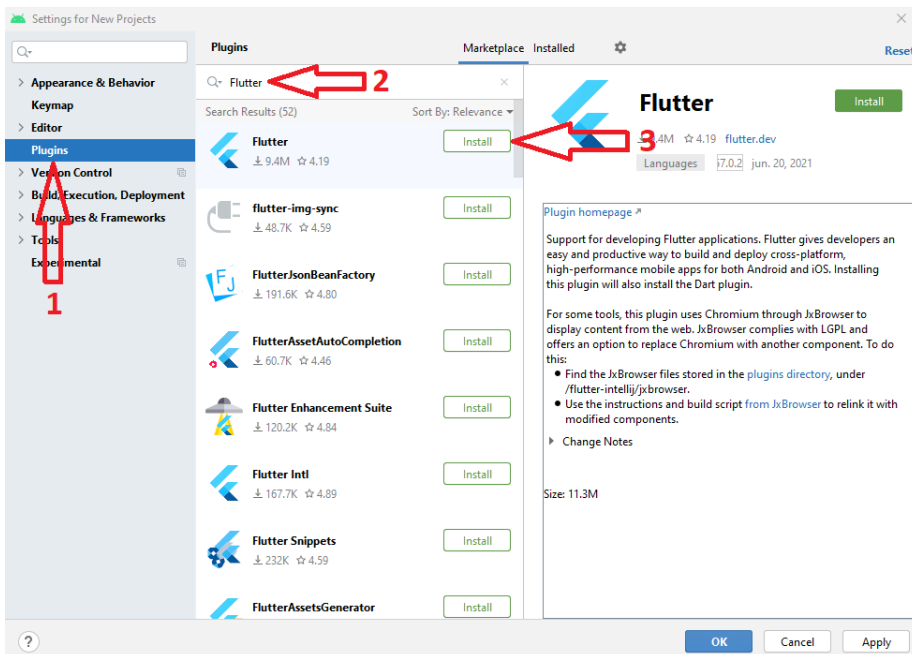 Settings for New Projects
Plugins
Marketplace
Installed
Reset
Appearance & Behavior
Keymap
Editor
Plugins
Version Control
Build, Execution, Deployment
Languages & Frameworks
Tools
Experimental
1
Flutter
2
Search Results (52)
Sort By: Relevance
Flutter
9.4M 4.19
Install
3
flutter-img-sync
48.7K 4.59
Install
FlutterJsonBeanFactory
191.6K 4.80
Install
FlutterAssetAutoCompletion
60.7K 4.46
Install
Flutter Enhancement Suite
120.2K 4.84
Install
Flutter Intl
167.7K 4.89
Install
Flutter Snippets
232K 4.59
Install
FlutterAssetsGenerator
Install
Flutter
Install
.4M 4.19 flutter.dev
Languages 57.0.2 jun. 20, 2021
Plugin homepage
Support for developing Flutter applications. Flutter gives developers an
easy and productive way to build and deploy cross-platform,
high-performance mobile apps for both Android and iOS. Installing
this plugin will also install the Dart plugin.
For some tools, this plugin uses Chromium through JxBrowser to
display content from the web. JxBrowser complies with LGPL and
offers an option to replace Chromium with another component. To do
this:
Find the JxBrowser files stored in the plugins directory, under
/flutter-intellij/jxbrowser.
Use the instructions and build script from JxBrowser to relink it with
modified components.
Change Notes
Size: 11.3M
?
OK
Cancel
Apply